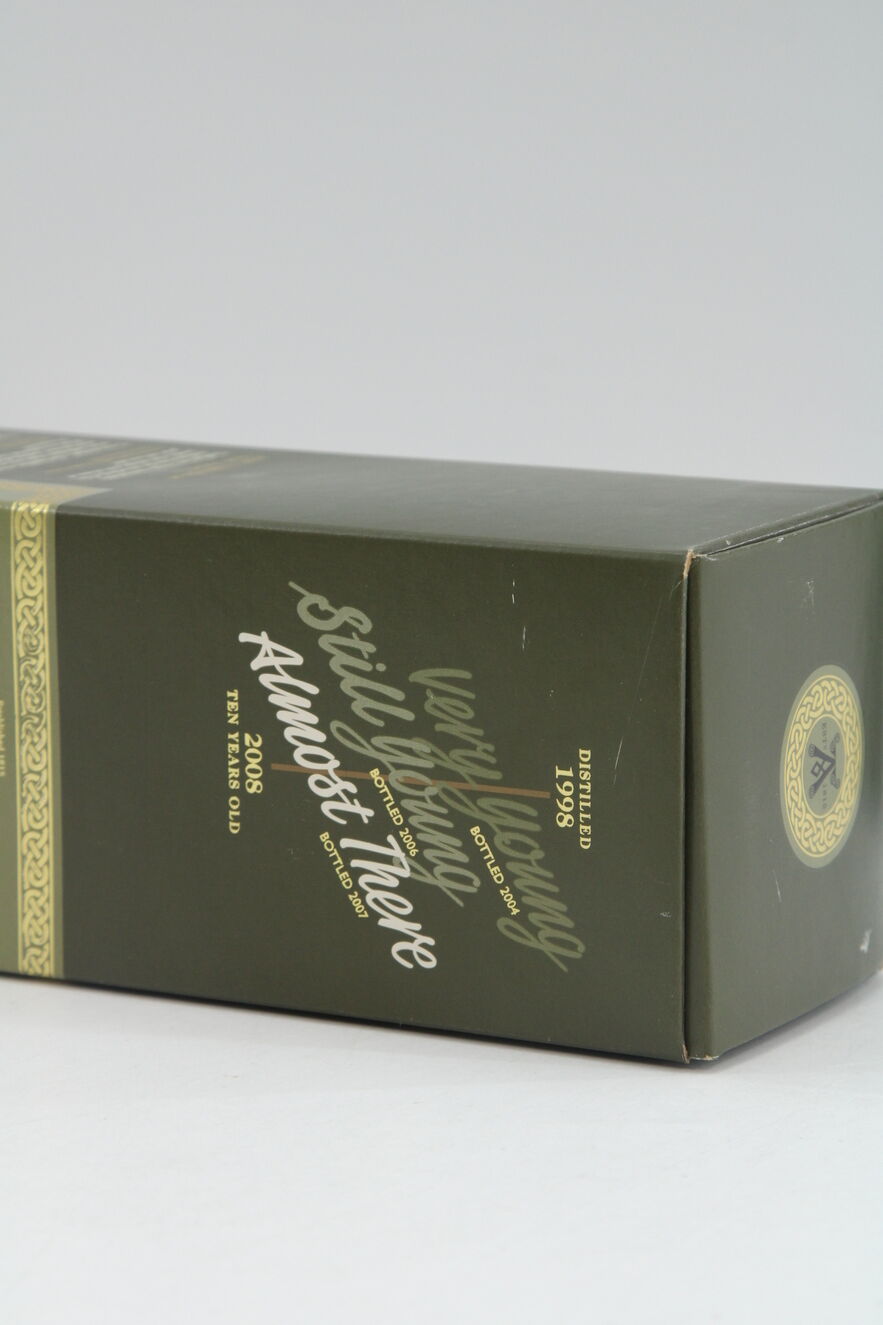 DISTILLED
1998
Very young
BOTTLED 2004
Still young
BOTTLED 2006
Almost There
BOTTLED 2007
2008
TEN YEARS OLD